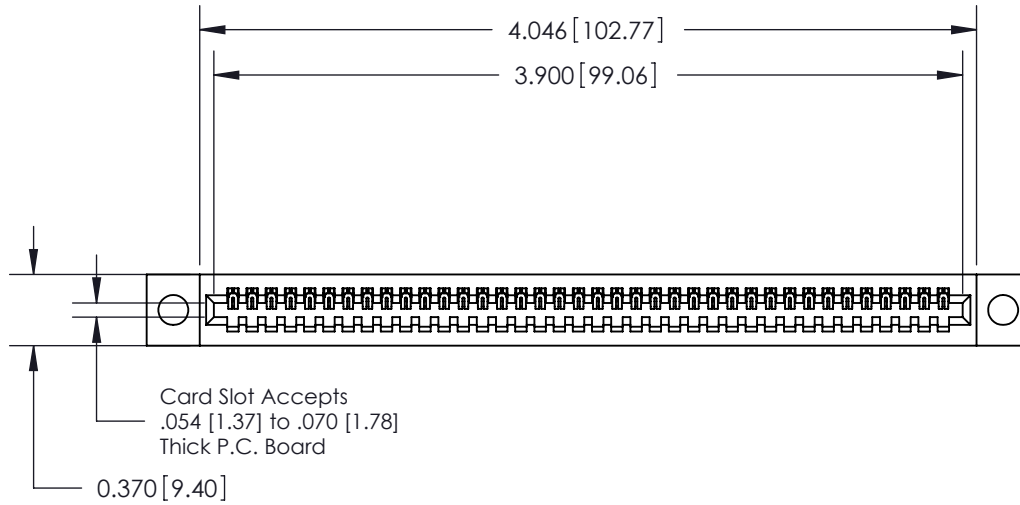 4.046 [102.77]
3.900 [99.06]
Card Slot Accepts
.054 [1.37] to .070 [1.78]
Thick P.C. Board
0.370 [9.40]